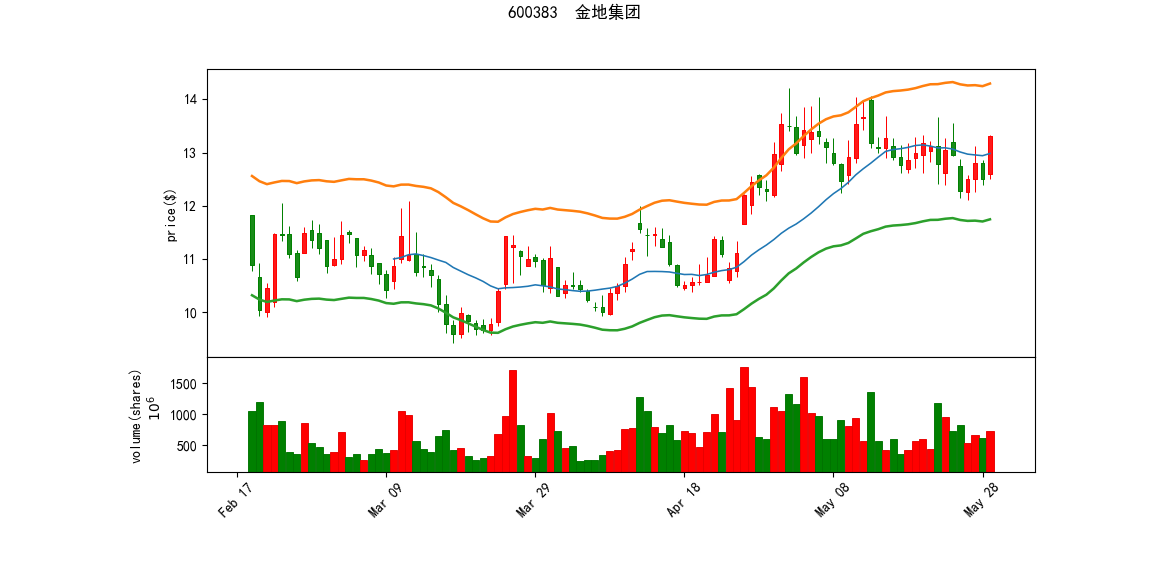 600383 金地集团
price($)
14
13
12
11
10
volume(shares)
10^6
1500
1000
500
Feb 17
Mar 09
Mar 29
Apr 18
May 08
May 28